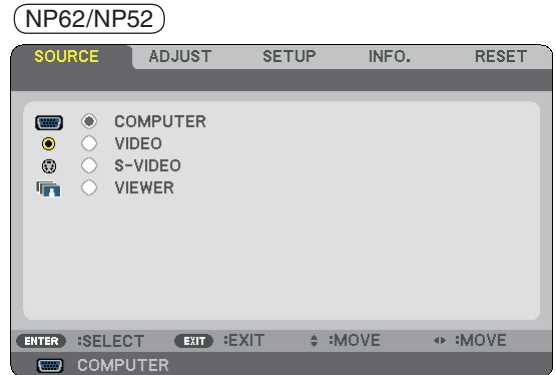 NP62/NP52
SOURCE ADJUST SETUP INFO. RESET
COMPUTER
VIDEO
S-VIDEO
VIEWER
ENTER :SELECT EXIT :EXIT :MOVE :MOVE
COMPUTER